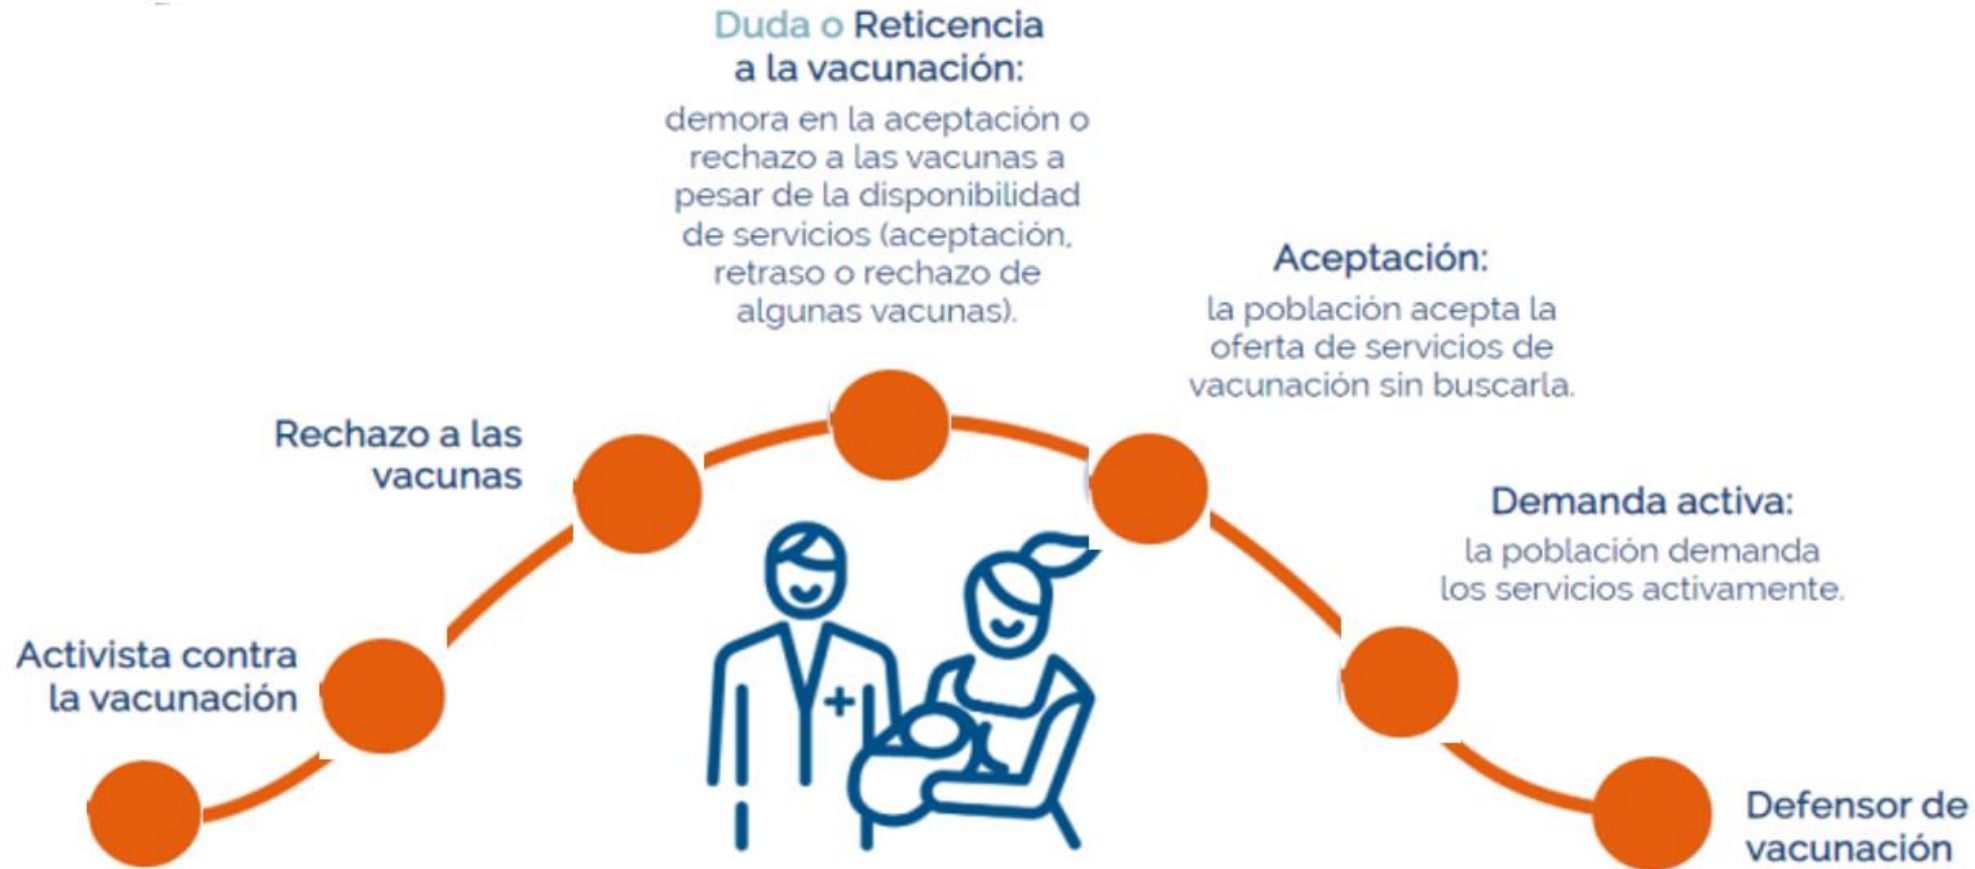 Duda o Reticencia
a la vacunación:
demora en la aceptación o
rechazo a las vacunas a
pesar de la disponibilidad
de servicios (aceptación,
retraso o rechazo de
algunas vacunas).
Aceptación:
la población acepta la
oferta de servicios de
vacunación sin buscarla.
Rechazo a las
vacunas
Demanda activa:
la población demanda
los servicios activamente.
Activista contra
la vacunación
Defensor de
vacunación